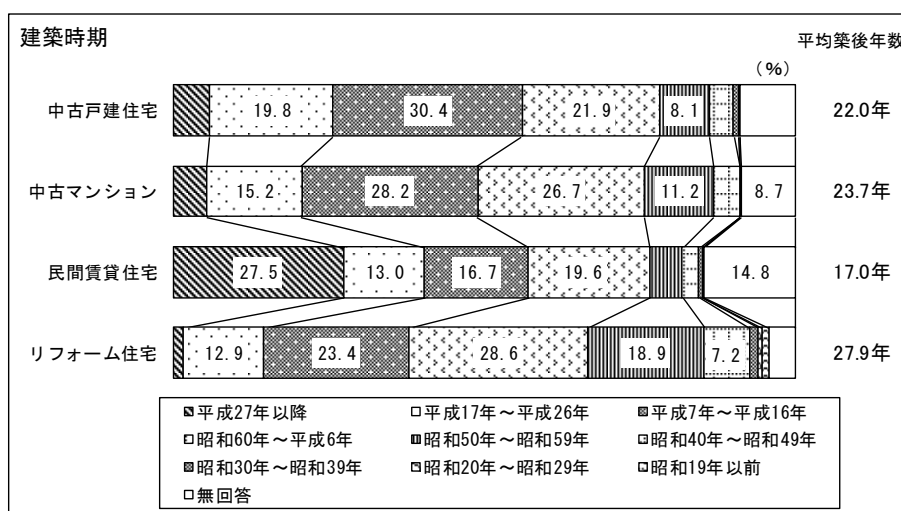 建築時期
平均築後年数
(%)
中古戸建住宅 19.8 30.4 21.9 8.1 22.0年
中古マンション 15.2 28.2 26.7 11.2 8.7 23.7年
民間賃貸住宅 27.5 13.0 16.7 19.6 14.8 17.0年
リフォーム住宅 12.9 23.4 28.6 18.9 7.2 27.9年
平成27年以降 平成17年～平成26年 平成7年～平成16年
昭和60年～平成6年 昭和50年～昭和59年 昭和40年～昭和49年
昭和30年～昭和39年 昭和20年～昭和29年 昭和19年以前
無回答